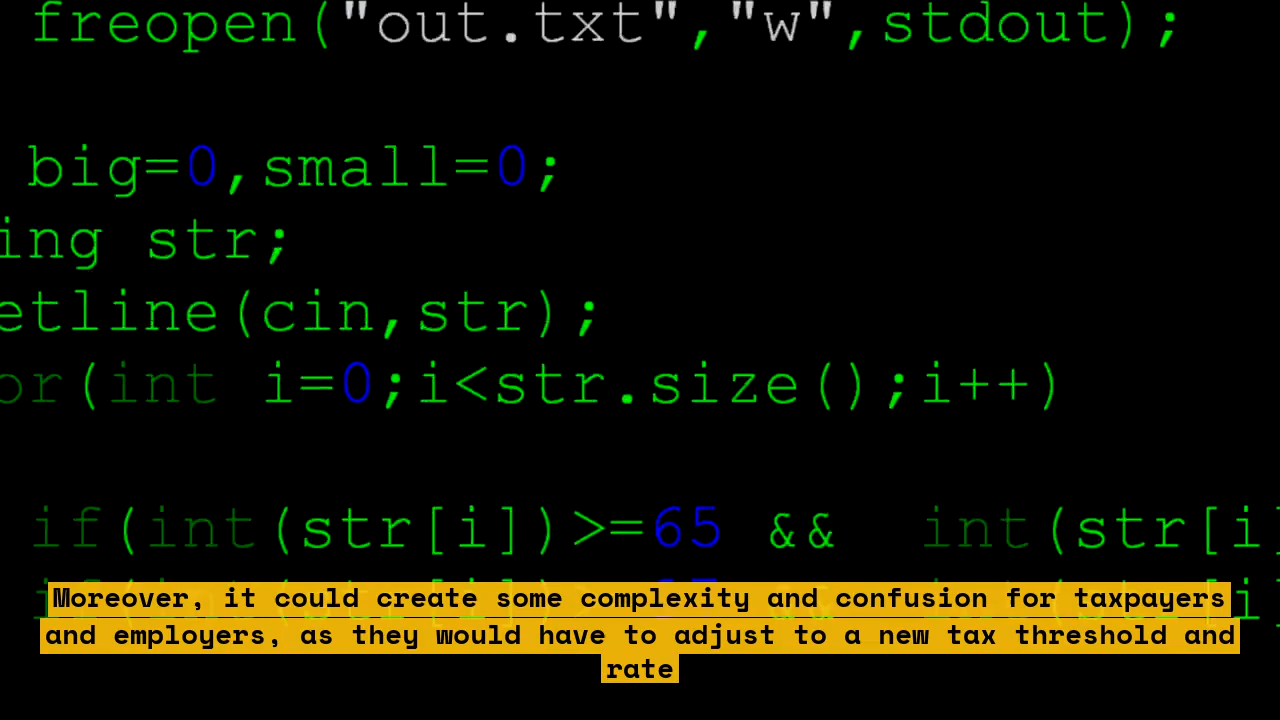 freopen("out.txt","w",stdout);
big=0,small=0;
ing str;
etline(cin,str);
or(int i=0;i<str.size();i++)
if(int(str[i])>=65 &&  int(str[i]
Moreover, it could create some complexity and confusion for taxpayers
and employers, as they would have to adjust to a new tax threshold and
rate